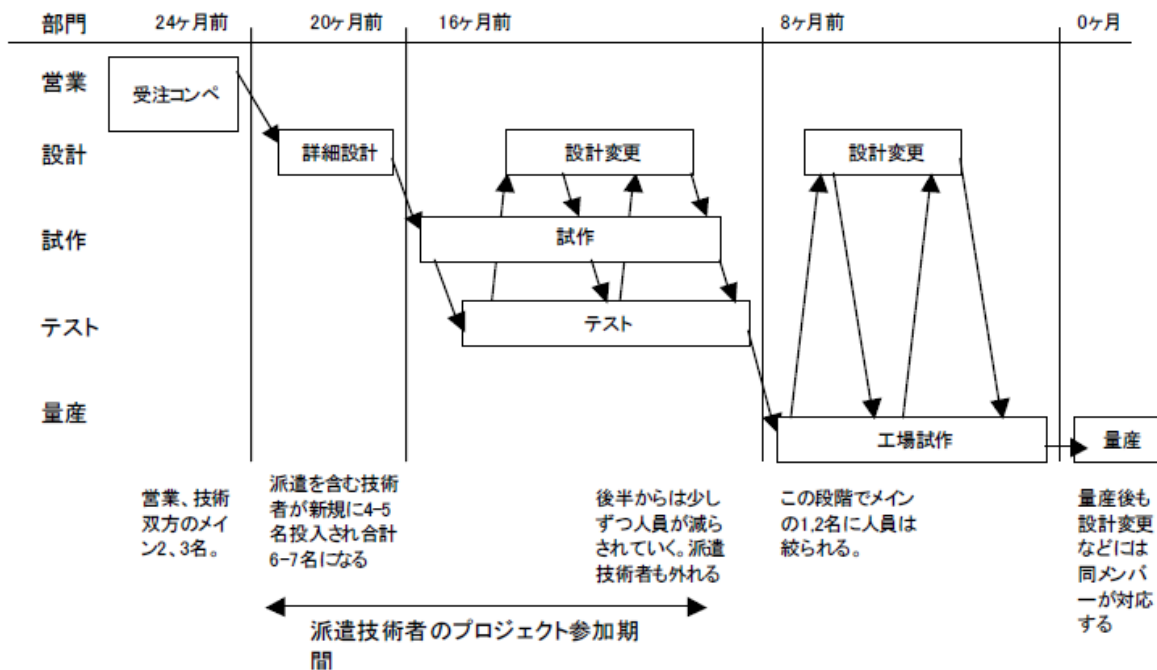 部門
24ヶ月前
20ヶ月前
16ヶ月前
8ヶ月前
0ヶ月
営業
受注コンペ
設計
詳細設計
設計変更
設計変更
試作
試作
テスト
テスト
量産
工場試作
量産
営業、技術
双方のメイ
ン2、3名。
派遣を含む技術
者が新規に4-5
名投入され合計
6-7名になる
後半からは少し
ずつ人員が減ら
されていく。派遣
技術者も外れる
この段階でメイン
の1,2名に人員は
絞られる。
量産後も
設計変更
などには
同メンバ
ーが対応
する
派遣技術者のプロジェクト参加期
間